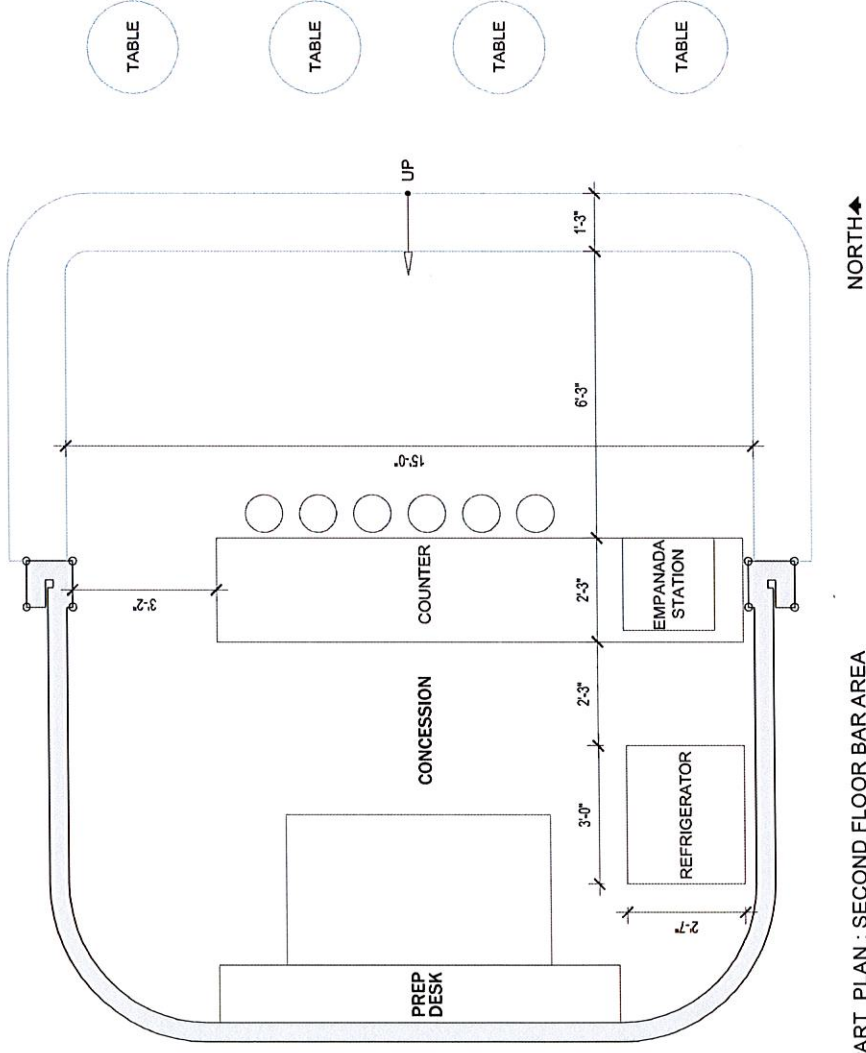 TABLE
TABLE
TABLE
TABLE
UP
1'-3"
6'-3"
15'-0"
3'-2"
COUNTER
2'-3"
EMPANADA
STATION
CONCESSION
2'-3"
3'-0"
REFRIGERATOR
2'-7"
PREP
DESK
ART PLAN : SECOND FLOOR BAR AREA
NORTH